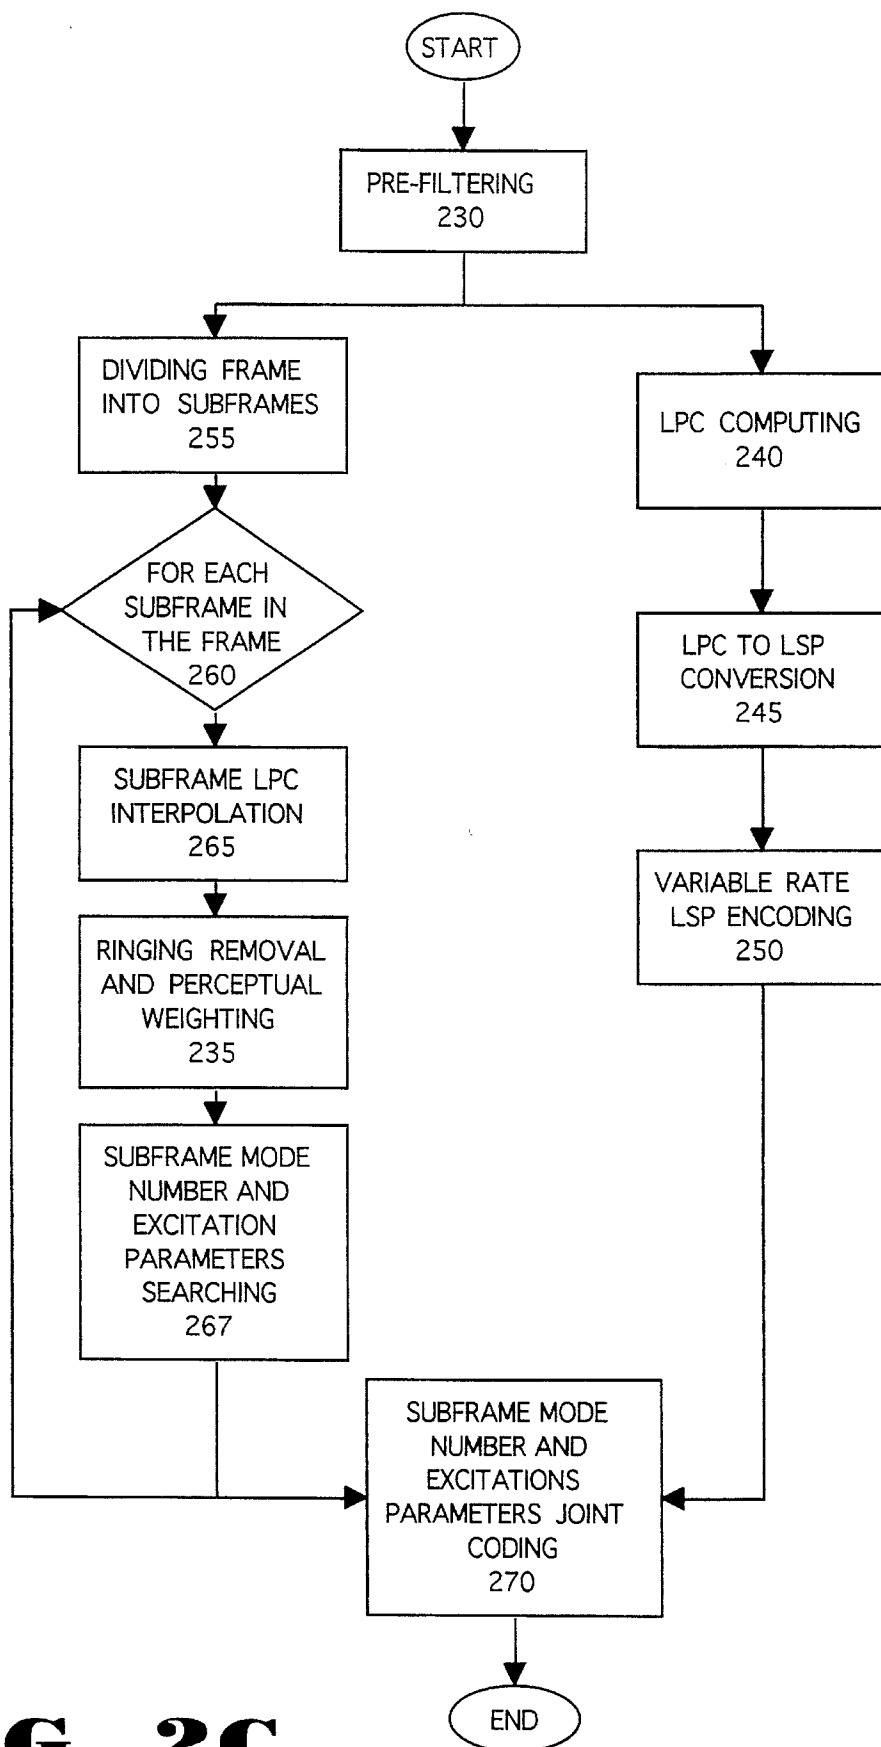 START
PRE-FILTERING
230
DIVIDING FRAME
INTO SUBFRAMES
255
LPC COMPUTING
240
FOR EACH
SUBFRAME IN
THE FRAME
260
LPC TO LSP
CONVERSION
245
SUBFRAME LPC
INTERPOLATION
265
VARIABLE RATE
LSP ENCODING
250
RINGING REMOVAL
AND PERCEPTUAL
WEIGHTING
235
SUBFRAME MODE
NUMBER AND
EXCITATION
PARAMETERS
SEARCHING
267
SUBFRAME MODE
NUMBER AND
EXCITATIONS
PARAMETERS JOINT
CODING
270
END